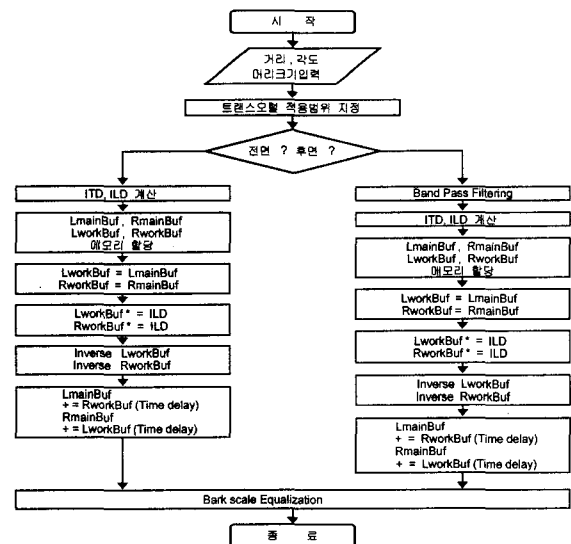 시 작
거리, 각도
머리크기입력
트랜스오럴 적용범위 지정
전면 ? 후면 ?
ITD, ILD 계산
LmainBuf, RmainBuf
LworkBuf, RworkBuf
메모리 할당
LworkBuf = LmainBuf
RworkBuf = RmainBuf
LworkBuf * = ILD
RworkBuf * = ILD
Inverse LworkBuf
Inverse RworkBuf
LmainBuf
+ = RworkBuf (Time delay)
RmainBuf
+ = LworkBuf (Time delay)
Band Pass Filtering
ITD, ILD 계산
LmainBuf, RmainBuf
LworkBuf, RworkBuf
메모리 할당
LworkBuf = LmainBuf
RworkBuf = RmainBuf
LworkBuf * = ILD
RworkBuf * = ILD
Inverse LworkBuf
Inverse RworkBuf
LmainBuf
+ = RworkBuf (Time delay)
RmainBuf
+ = LworkBuf (Time delay)
Bark scale Equalization
종 료